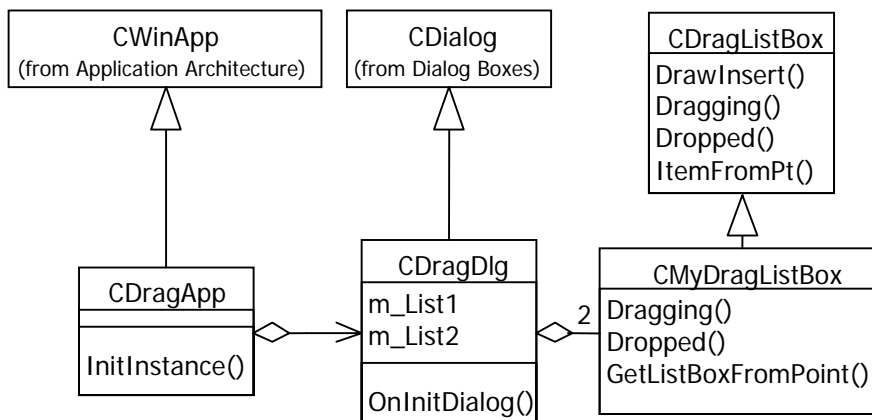 CWinApp
(from Application Architecture)
CDialog
(from Dialog Boxes)
CDragListBox
DrawInsert()
Dragging()
Dropped()
ItemFromPt()
CDragApp
InitInstance()
CDragDlg
m_List1
m_List2
OnInitDialog()
2
CMyDragListBox
Dragging()
Dropped()
GetListBoxFromPoint()